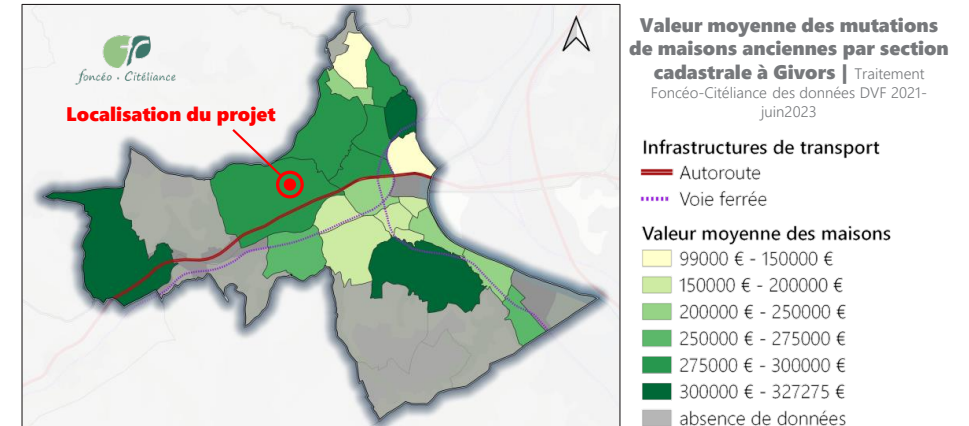 fc
foncéo . Citéliance
Localisation du projet
Valeur moyenne des mutations
de maisons anciennes par section
cadastrale à Givors | Traitement
Foncéo-Citéliance des données DVF 2021-
juin2023
Infrastructures de transport
Autoroute
Voie ferrée
Valeur moyenne des maisons
99000 € - 150000 €
150000 € - 200000 €
200000 € - 250000 €
250000 € - 275000 €
275000 € - 300000 €
300000 € - 327275 €
absence de données